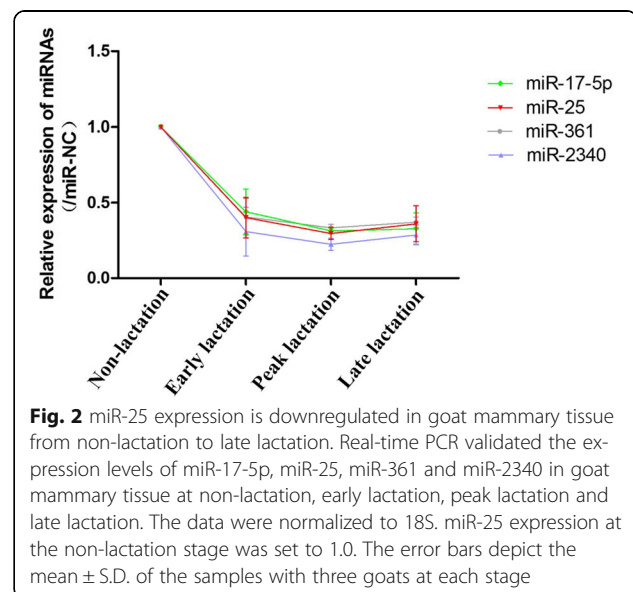 1.5
1.0
0.5
0.0
Relative expression of miRNAs
(/miR-NC)
miR-17-5p
miR-25
miR-361
miR-2340
Non-lactation
Early lactation
Peak lactation
Late lactation
Fig. 2 miR-25 expression is downregulated in goat mammary tissue
from non-lactation to late lactation. Real-time PCR validated the ex-
pression levels of miR-17-5p, miR-25, miR-361 and miR-2340 in goat
mammary tissue at non-lactation, early lactation, peak lactation and
late lactation. The data were normalized to 18S. miR-25 expression at
the non-lactation stage was set to 1.0. The error bars depict the
mean ± S.D. of the samples with three goats at each stage